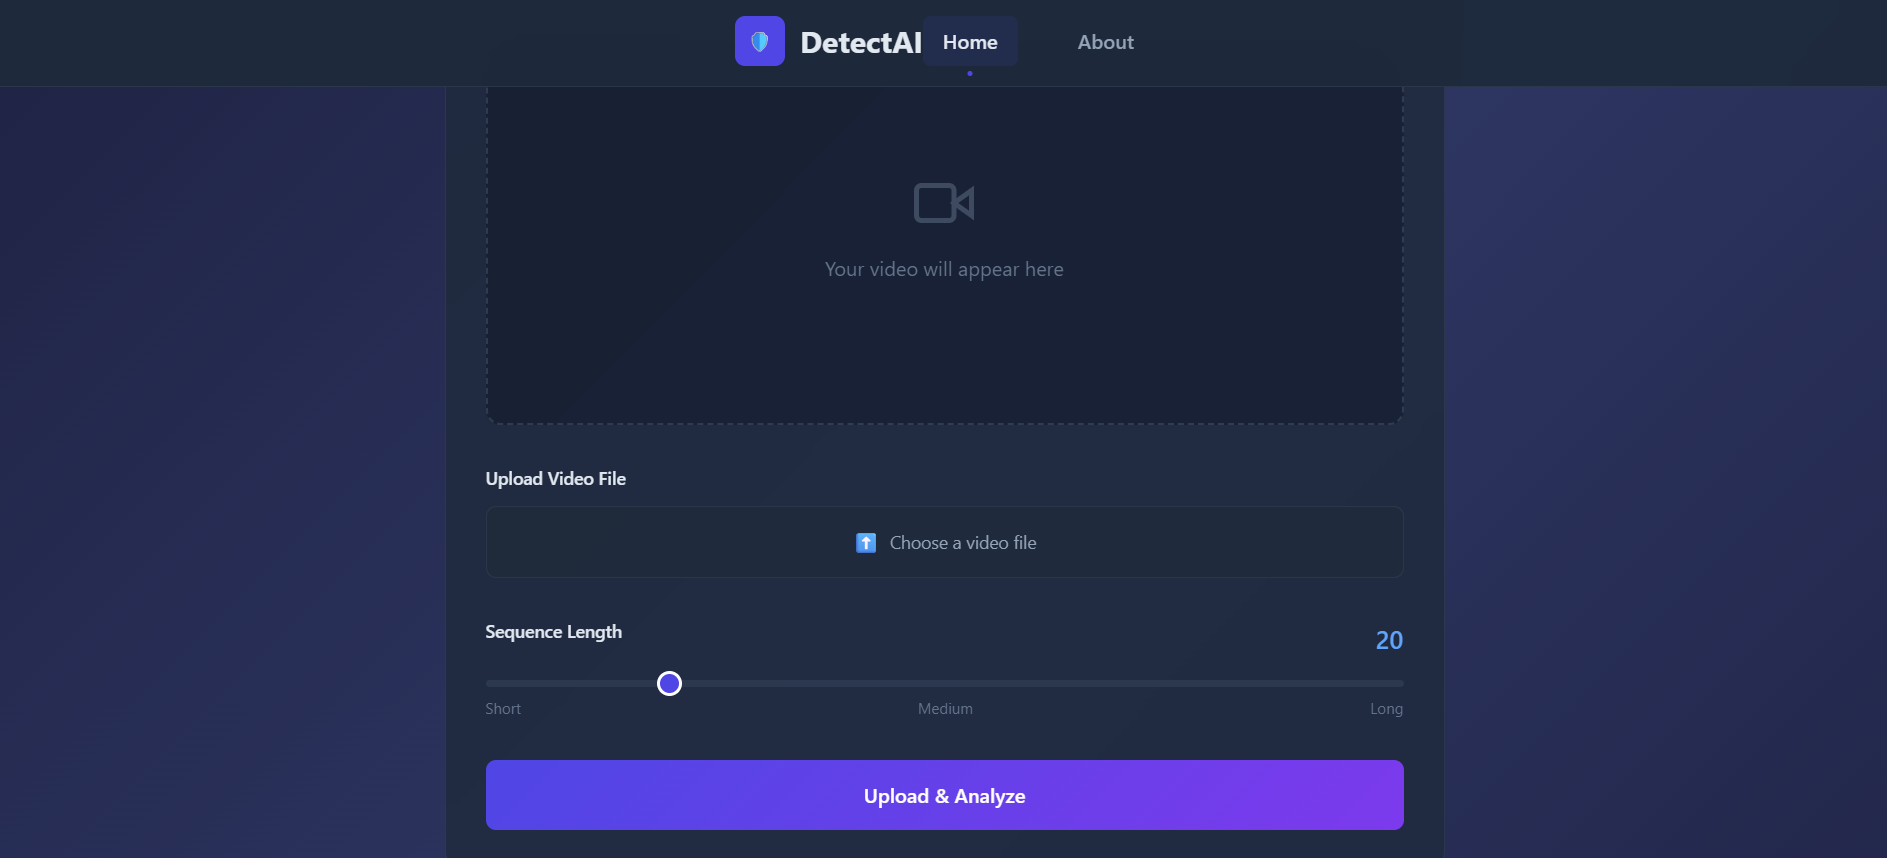 DetectAI
Home
About
Your video will appear here
Upload Video File
Choose a video file
Sequence Length
20
Short
Medium
Long
Upload & Analyze